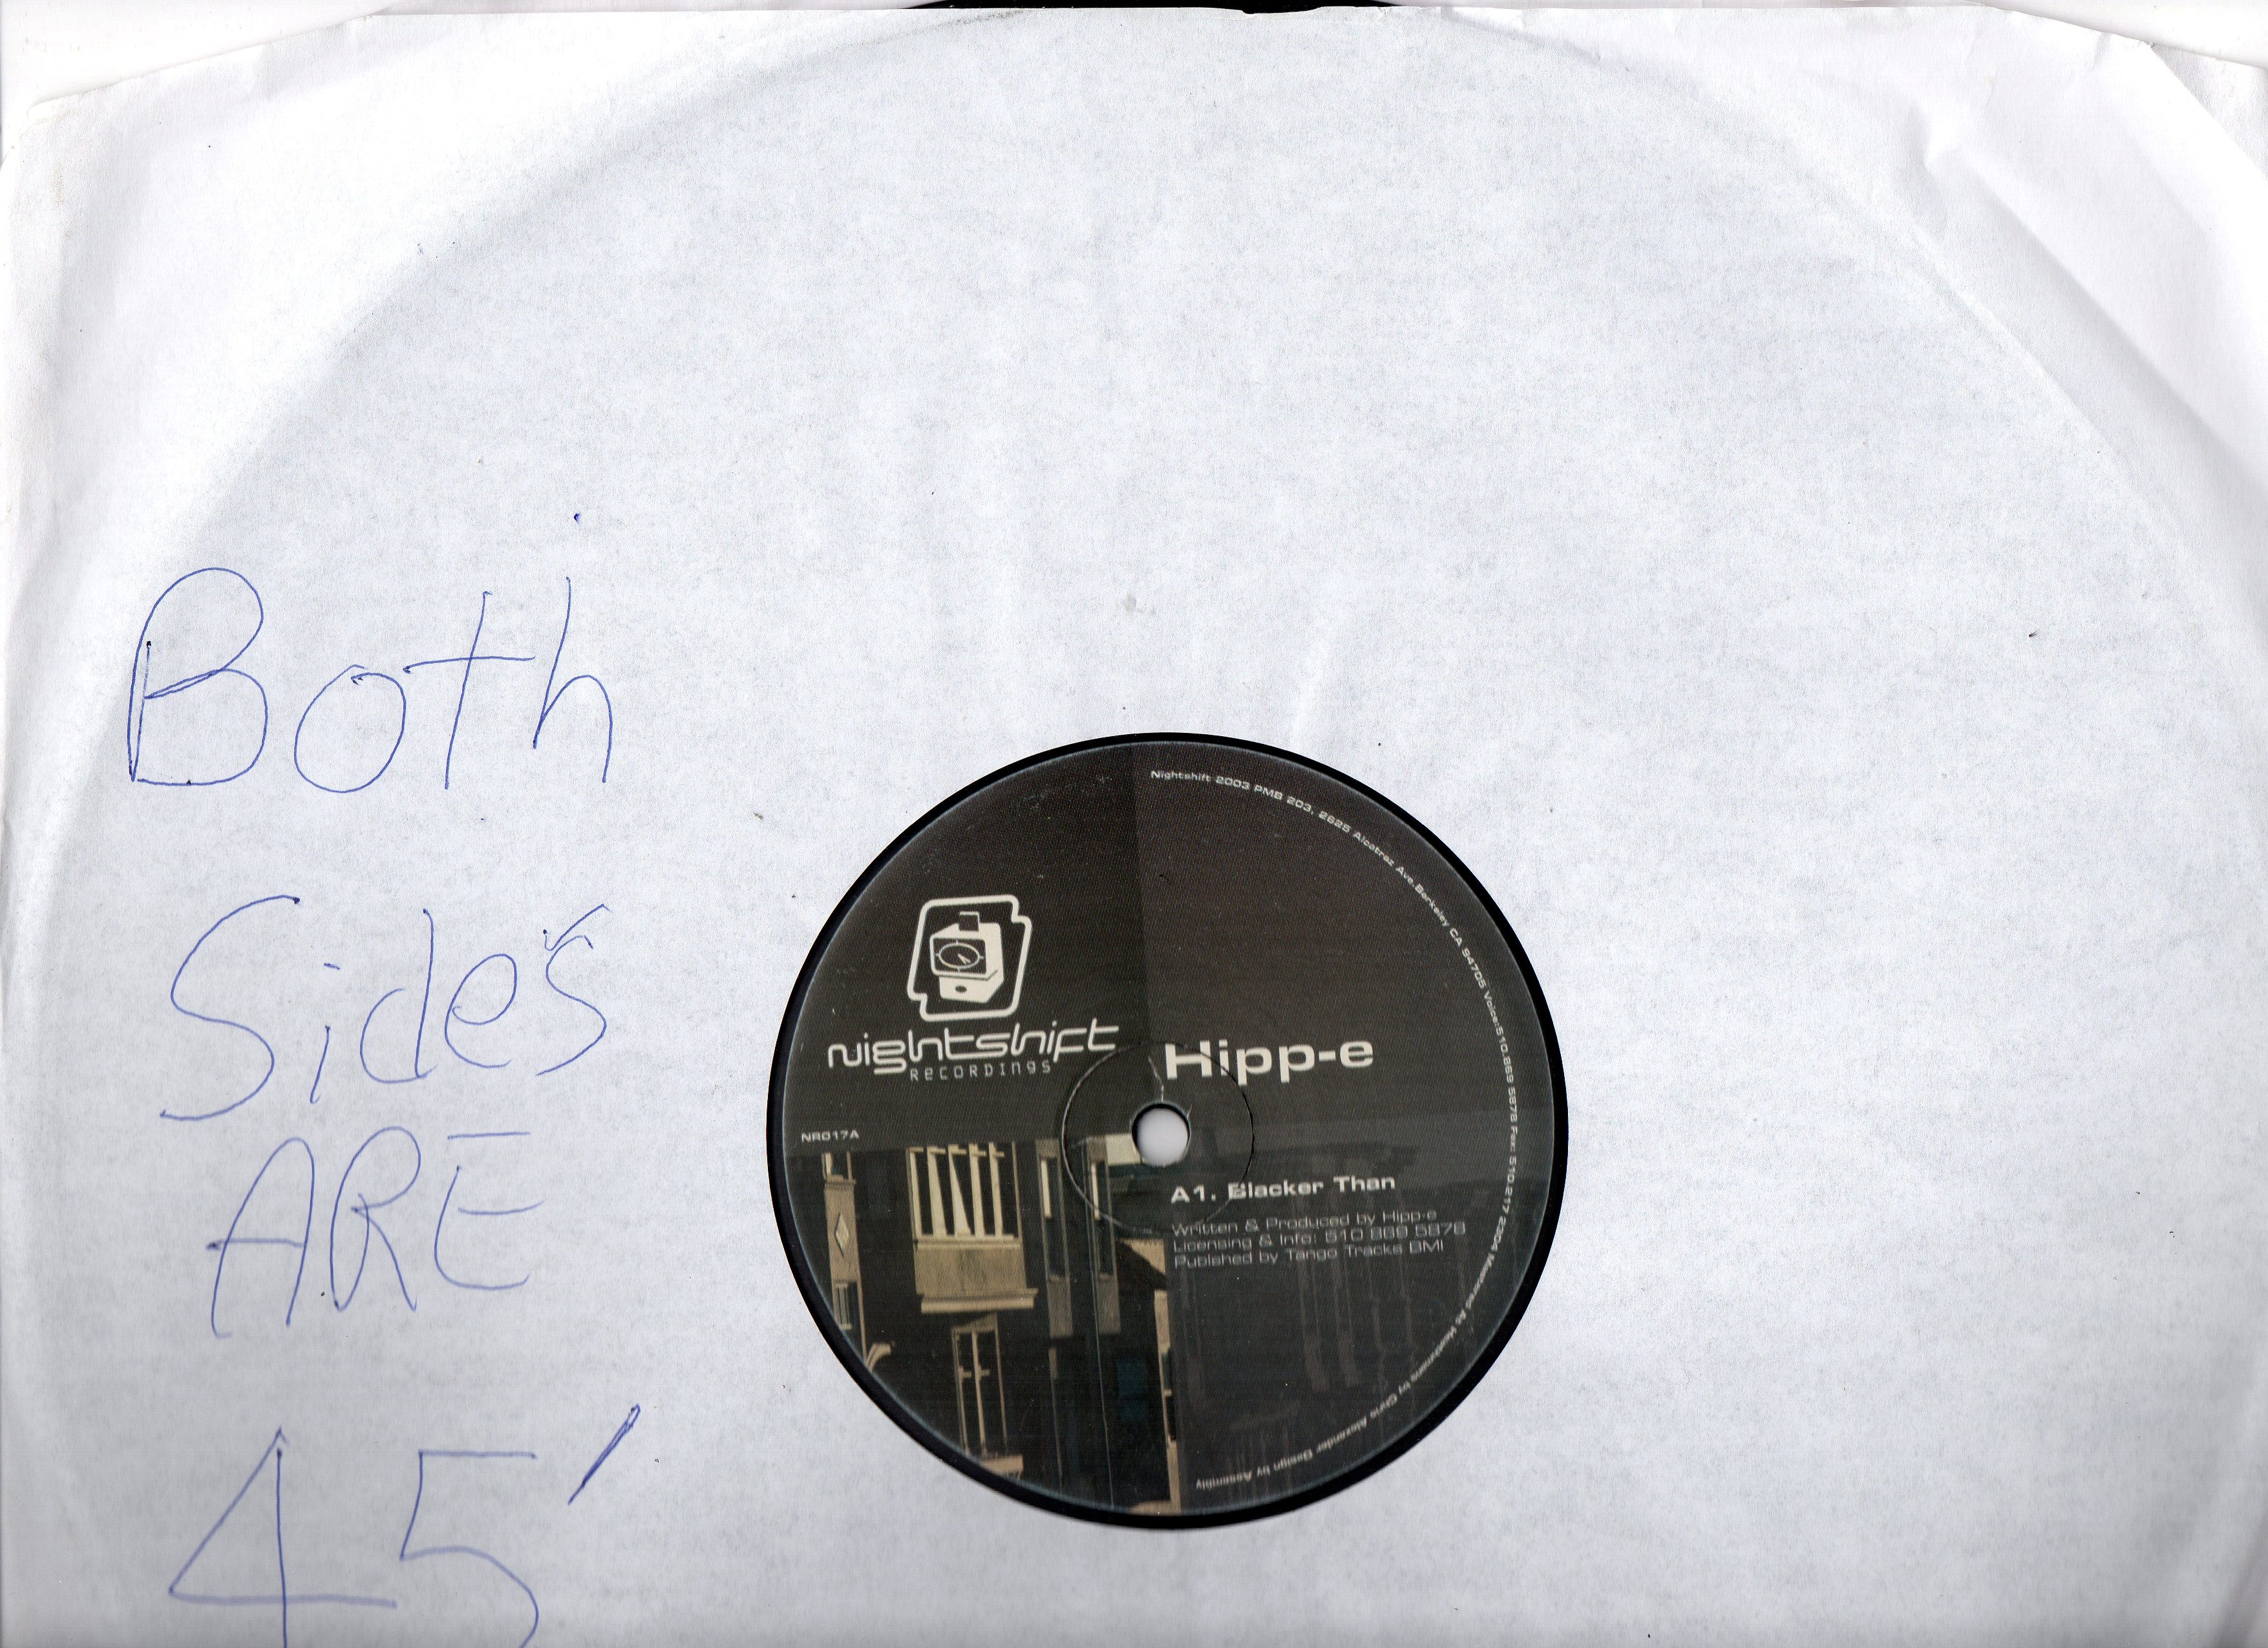 Both
Sides
ARE
45'
nightshift
RECORDINGS
NR017A
Hipp-e
A1. Blacker Than
Written & Produced by Hipp-e
Licensing & Info: 510 869 5878
Published by Tango Tracks BMI
Nightshift 2003 PMB 203, 2625 Alcatraz Ave.Berkeley CA 94705 Voice:510.869 5878 Fax: 510.217 2304 Mastered At by Chris Alexander Design by Assembly